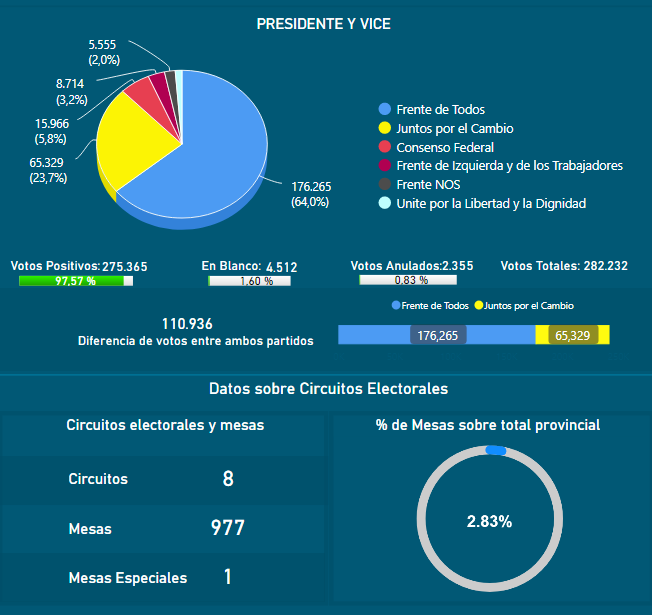 PRESIDENTE Y VICE
5.555
(2,0%)
8.714
(3,2%)
15.966
(5,8%)
65.329
(23,7%)
176.265
(64,0%)
Frente de Todos
Juntos por el Cambio
Consenso Federal
Frente de Izquierda y de los Trabajadores
Frente NOS
Unite por la Libertad y la Dignidad
Votos Positivos:275.365
97,57 %
En Blanco: 4.512
1,60 %
Votos Anulados:2.355
0,83 %
Votos Totales: 282.232
110.936
Diferencia de votos entre ambos partidos
Frente de Todos Juntos por el Cambio
176,265 65,329
Datos sobre Circuitos Electorales
Circuitos electorales y mesas
Circuitos 8
Mesas 977
Mesas Especiales 1
% de Mesas sobre total provincial
2.83%